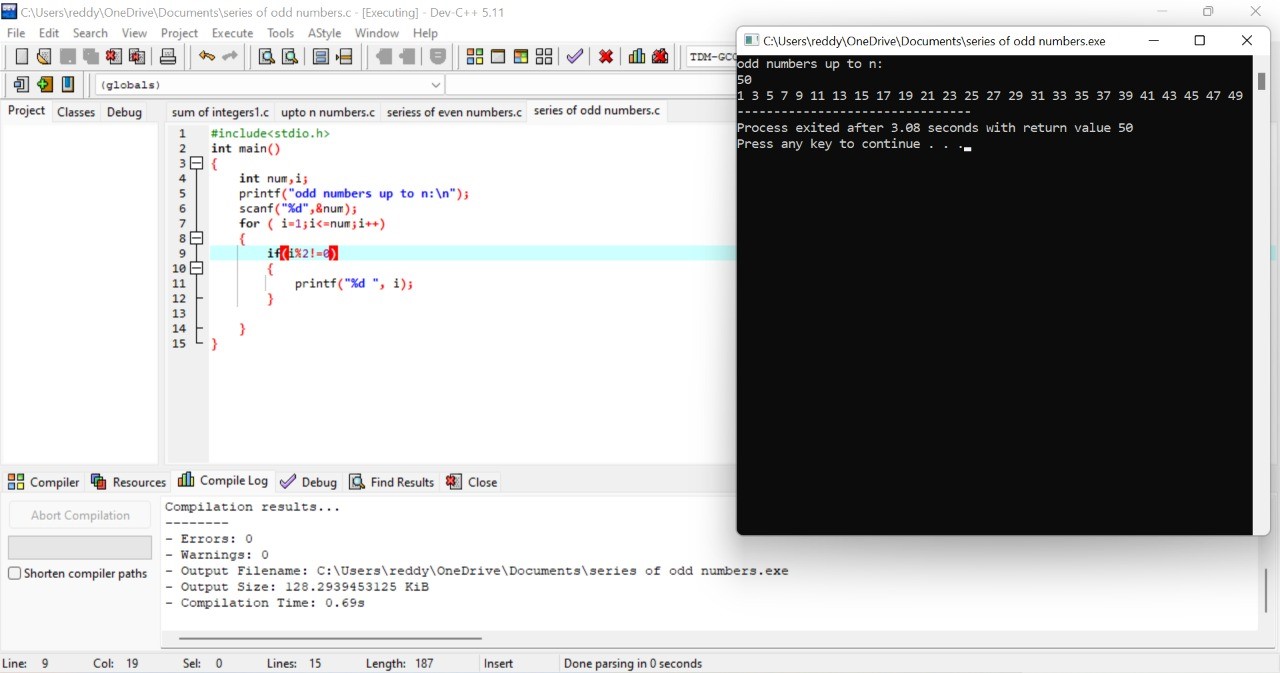 C:\Users\reddy\OneDrive\Documents\series of odd numbers.c - [Executing] - Dev-C++ 5.11
File Edit Search View Project Execute Tools AStyle Window Help
TDM-GCC
(globals)
Project Classes Debug
sum of integers1.c upto n numbers.c seriess of even numbers.c series of odd numbers.c
1 #include<stdio.h>
2 int main()
3 {
4 int num,i;
5 printf("odd numbers up to n:\n");
6 scanf("%d",&num);
7 for ( i=1;i<=num;i++)
8 {
9 if(i%2!=0)
10 {
11 printf("%d ", i);
12 }
13
14 }
15 }
C:\Users\reddy\OneDrive\Documents\series of odd numbers.exe
odd numbers up to n:
50
1 3 5 7 9 11 13 15 17 19 21 23 25 27 29 31 33 35 37 39 41 43 45 47 49
--------------------------------
Process exited after 3.08 seconds with return value 50
Press any key to continue . . .
Compiler Resources Compile Log Debug Find Results Close
Abort Compilation
Shorten compiler paths
Compilation results...
--------
- Errors: 0
- Warnings: 0
- Output Filename: C:\Users\reddy\OneDrive\Documents\series of odd numbers.exe
- Output Size: 128.2939453125 KiB
- Compilation Time: 0.69s
Line: 9 Col: 19 Sel: 0 Lines: 15 Length: 187 Insert Done parsing in 0 seconds